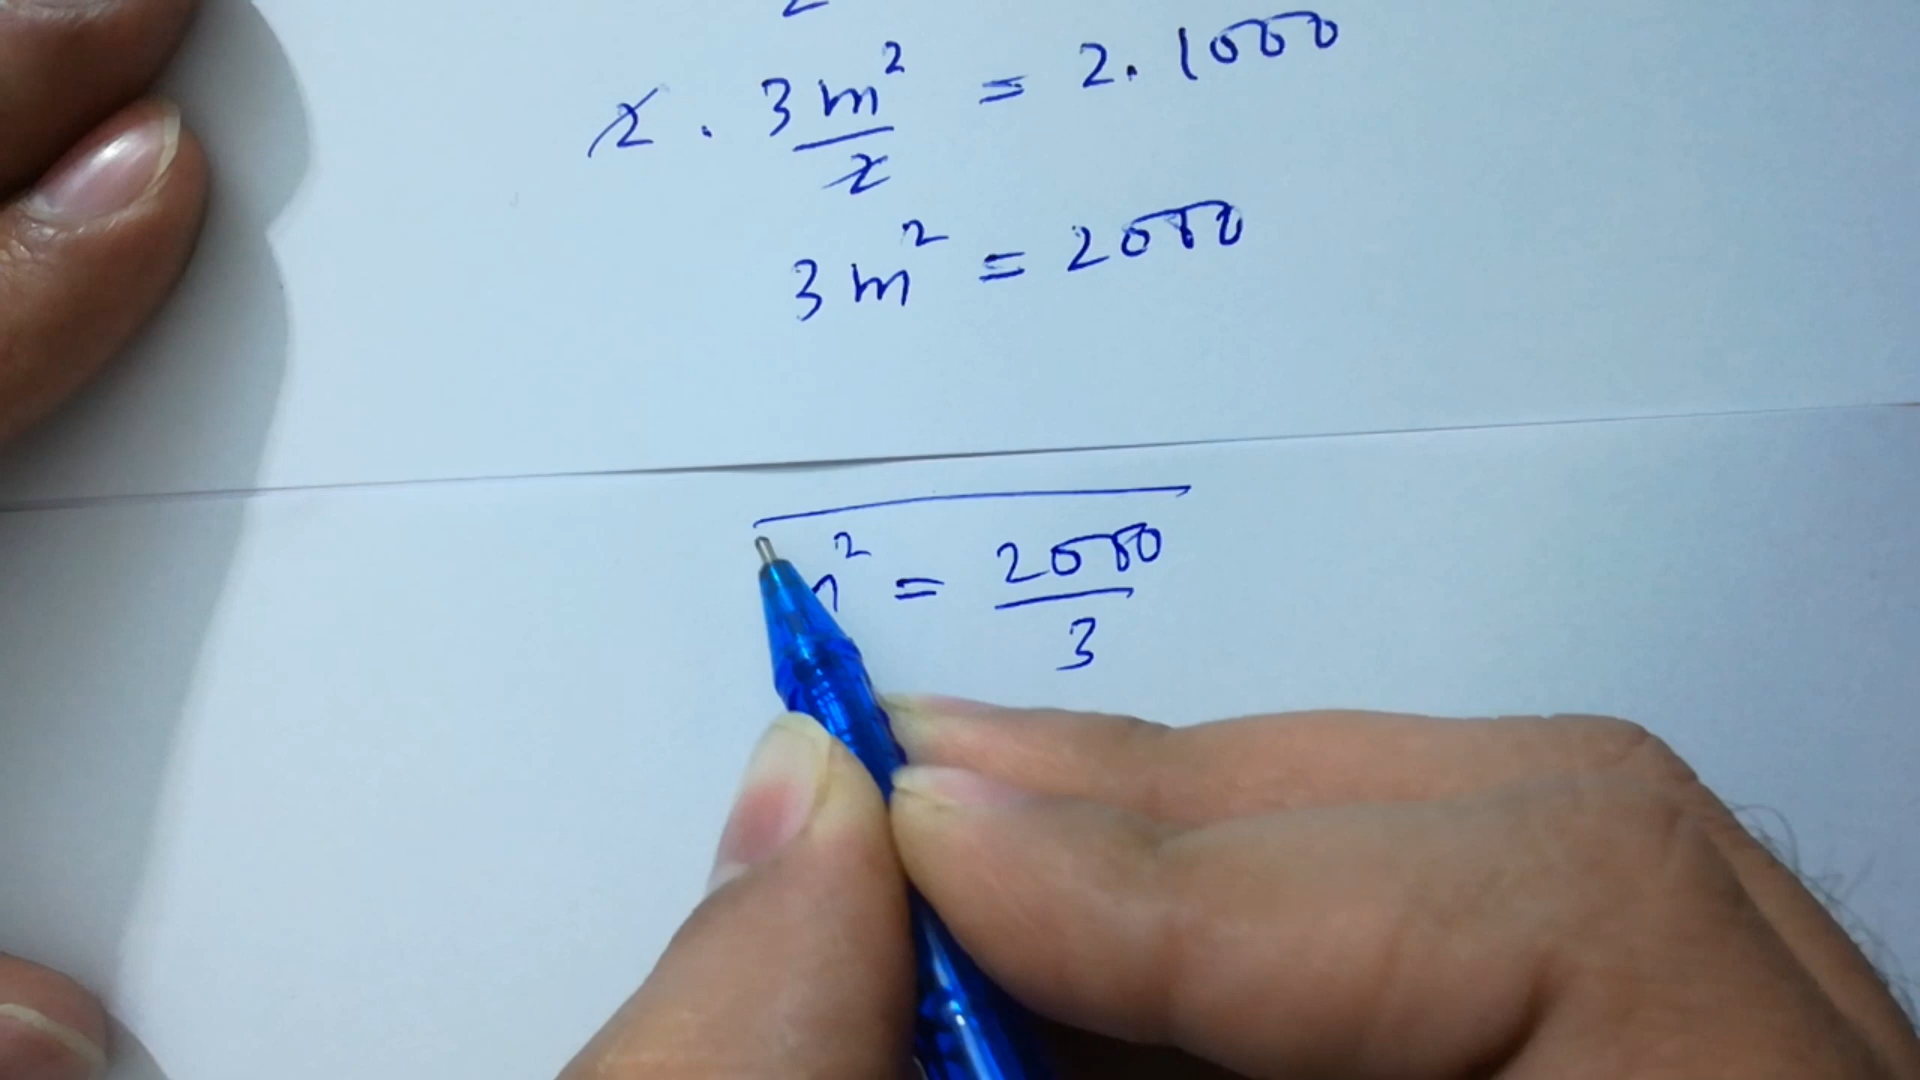 2 . 3m²/2 = 2.1000
3m² = 2000
m² = 2000/3